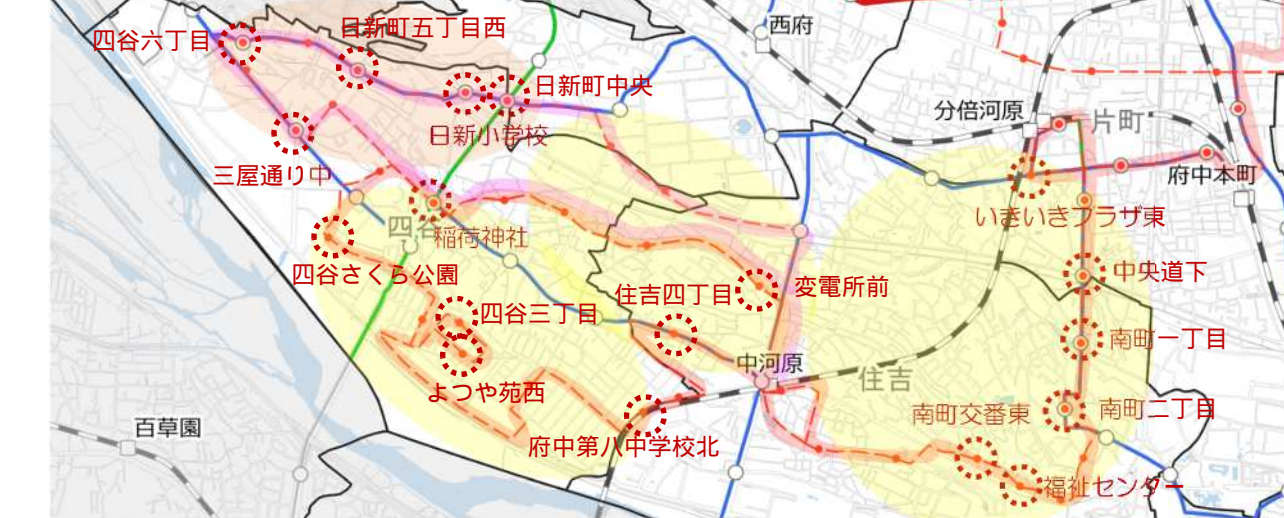 日新町五丁目西
西府
四谷六丁目
日新町中央
分倍河原
片町
日新小学校
三屋通り中
府中本町
いきいきプラザ東
四谷
稲荷神社
四谷さくら公園
中央道下
変電所前
住吉四丁目
四谷三丁目
南町一丁目
中河原
住吉
よつや苑西
南町交番東
南町二丁目
百草園
府中第八中学校北
福祉センター